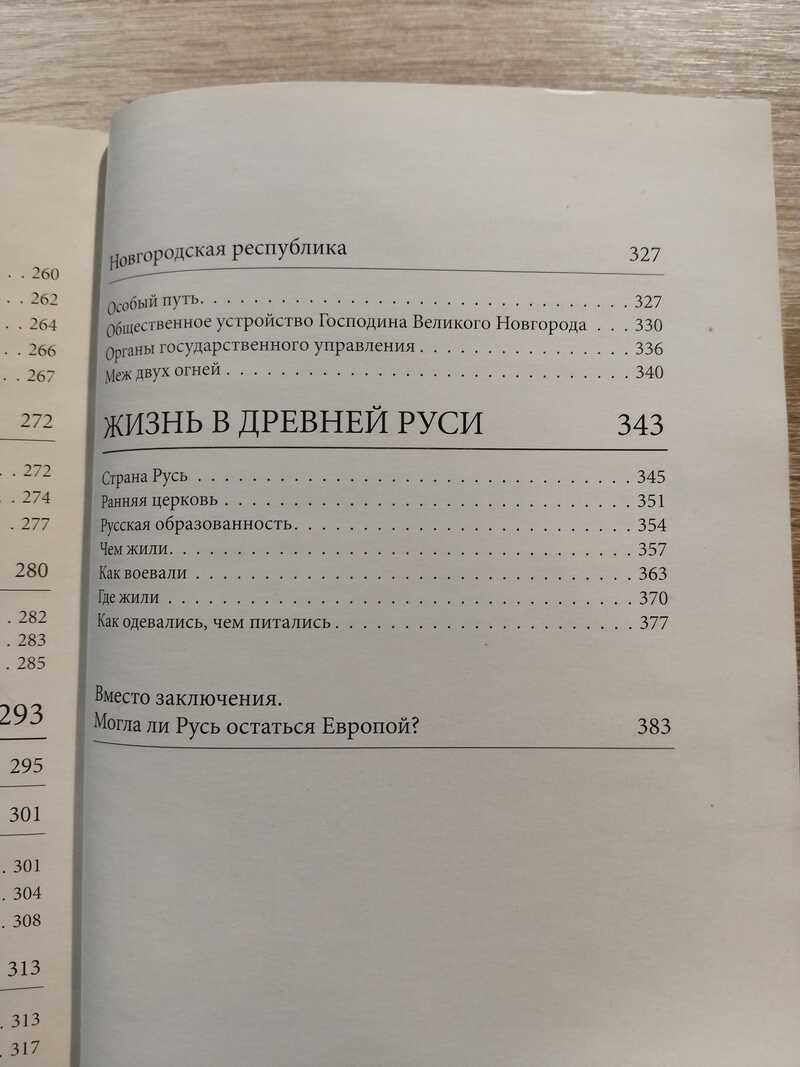 . . 260
. . 262
. . 264
. . 266
. . 267
272
. . 272
. . 274
. 277
280
. 282
. 283
. 285
293
295
301
. 301
. 304
. 308
313
. 313
. 317
Новгородская республика 327
Особый путь. . . . . . . . . . . . . . . . . . . . . . . . . . . . . . . 327
Общественное устройство Господина Великого Новгорода . . . 330
Органы государственного управления . . . . . . . . . . . . . . . . 336
Меж двух огней . . . . . . . . . . . . . . . . . . . . . . . . . . . . . 340
ЖИЗНЬ В ДРЕВНЕЙ РУСИ 343
Страна Русь . . . . . . . . . . . . . . . . . . . . . . . . . . . . . . . 345
Ранняя церковь . . . . . . . . . . . . . . . . . . . . . . . . . . . . . 351
Русская образованность. . . . . . . . . . . . . . . . . . . . . . . . 354
Чем жили. . . . . . . . . . . . . . . . . . . . . . . . . . . . . . . . . 357
Как воевали . . . . . . . . . . . . . . . . . . . . . . . . . . . . . . . 363
Где жили . . . . . . . . . . . . . . . . . . . . . . . . . . . . . . . . . 370
Как одевались, чем питались . . . . . . . . . . . . . . . . . . . . . 377
Вместо заключения.
Могла ли Русь остаться Европой? 383